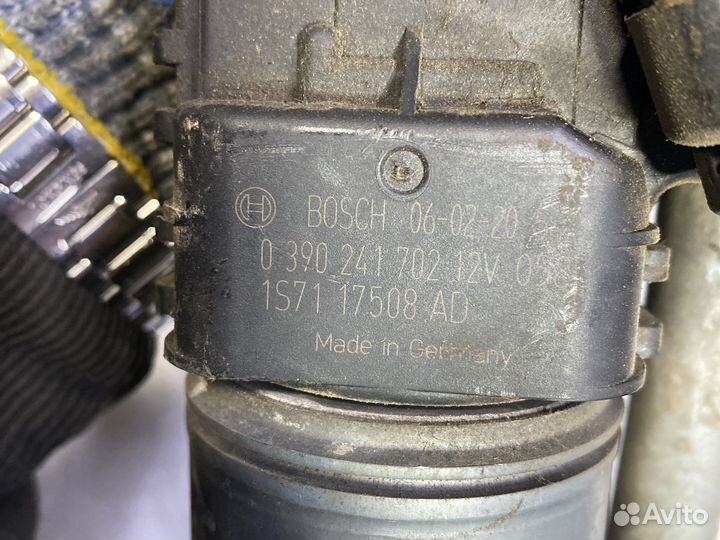 BOSCH 06-02-20
0 390 241 702 12V
1S71 17508 AD
Made in Germany
Avito